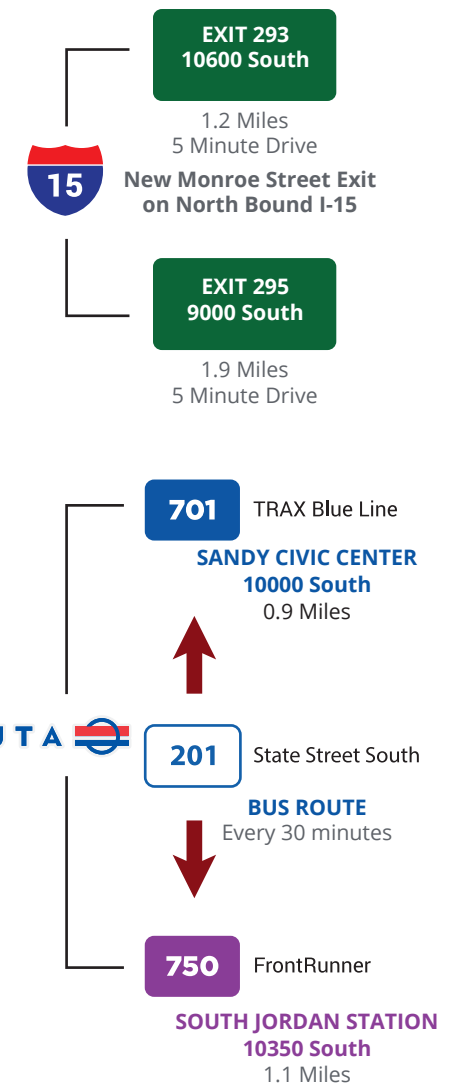 EXIT 293
10600 South
1.2 Miles
5 Minute Drive
15
New Monroe Street Exit
on North Bound I-15
EXIT 295
9000 South
1.9 Miles
5 Minute Drive
701 TRAX Blue Line
SANDY CIVIC CENTER
10000 South
0.9 Miles
U T A
201 State Street South
BUS ROUTE
Every 30 minutes
750 FrontRunner
SOUTH JORDAN STATION
10350 South
1.1 Miles